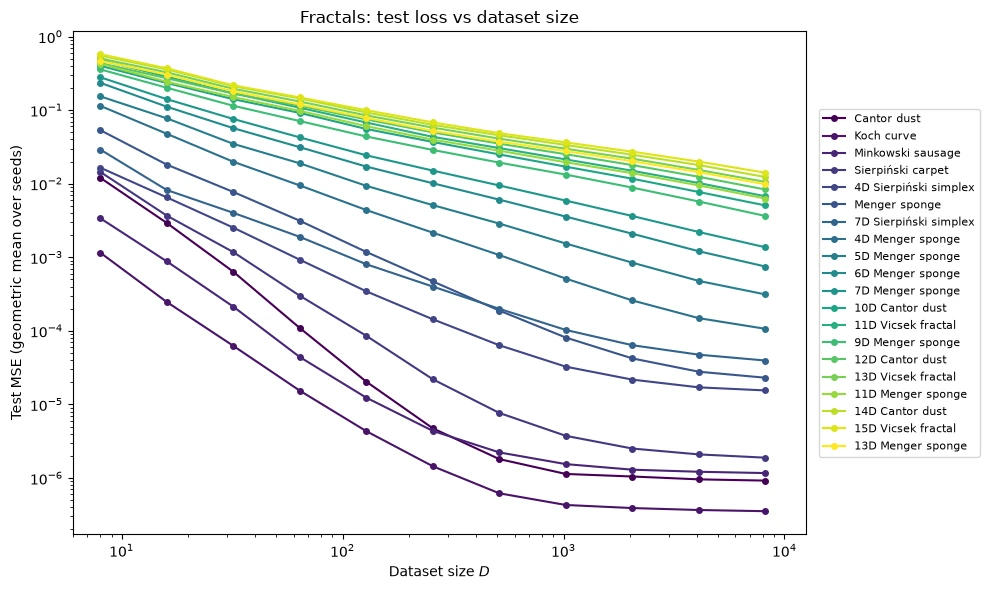 Fractals: test loss vs dataset size
Test MSE (geometric mean over seeds)
10⁰
10⁻¹
10⁻²
10⁻³
10⁻⁴
10⁻⁵
10⁻⁶
10¹
10²
10³
10⁴
Dataset size D
Cantor dust
Koch curve
Minkowski sausage
Sierpiński carpet
4D Sierpiński simplex
Menger sponge
7D Sierpiński simplex
4D Menger sponge
5D Menger sponge
6D Menger sponge
7D Menger sponge
10D Cantor dust
11D Vicsek fractal
9D Menger sponge
12D Cantor dust
13D Vicsek fractal
11D Menger sponge
14D Cantor dust
15D Vicsek fractal
13D Menger sponge